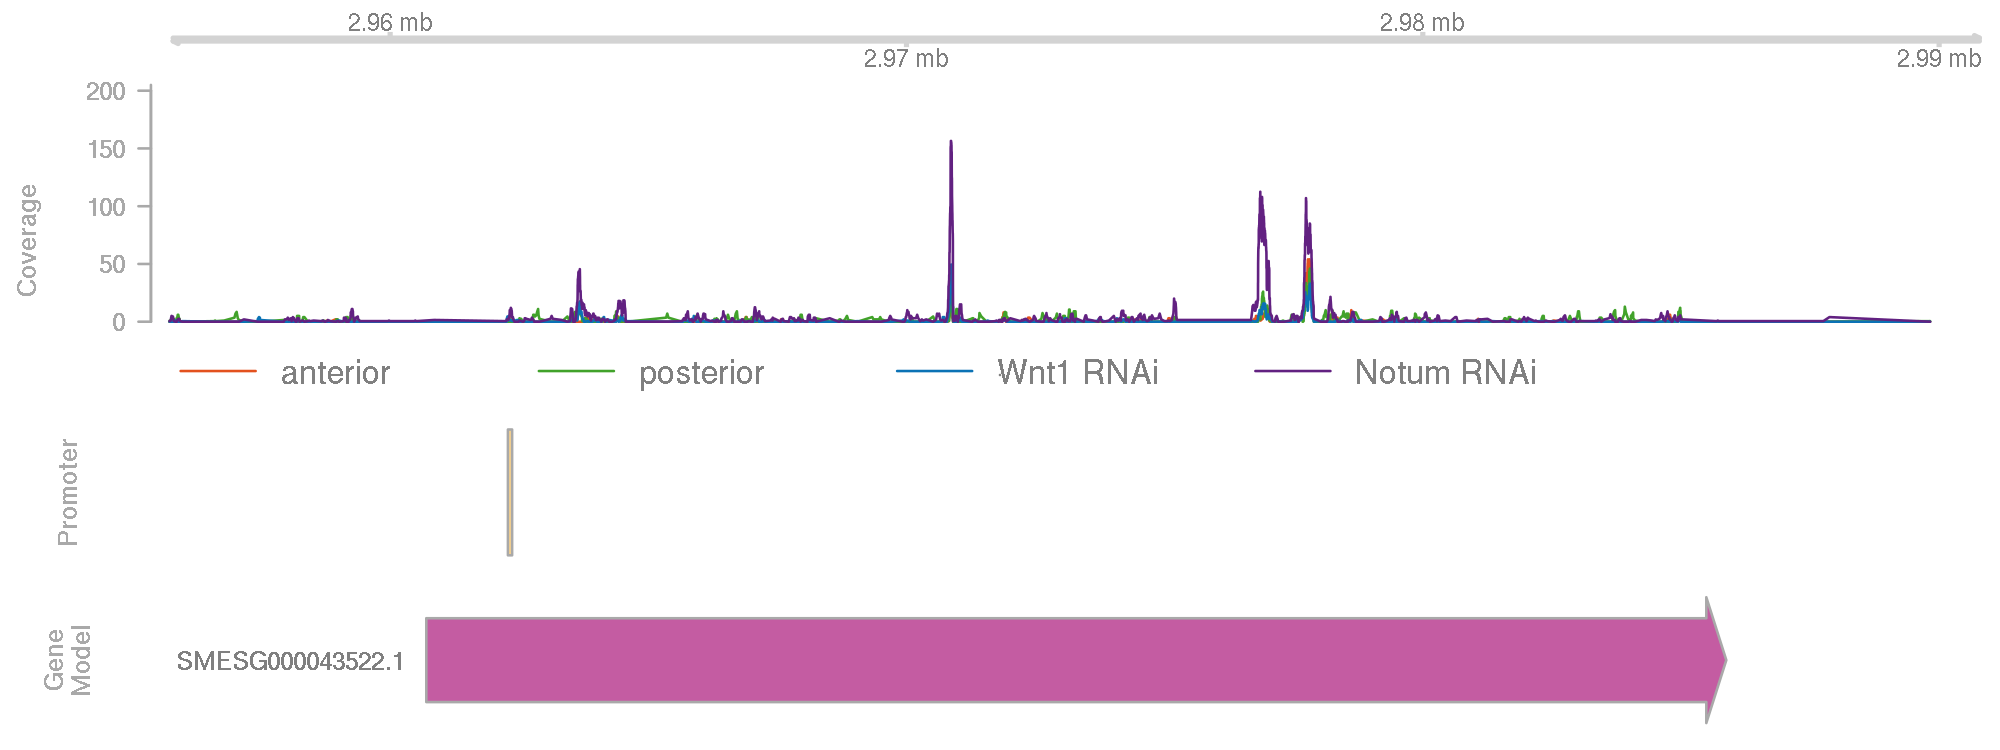 2.96 mb
2.98 mb
2.97 mb
2.99 mb
200
150
100
50
0
Coverage
anterior
posterior
Wnt1 RNAi
Notum RNAi
Promoter
Gene
Model
SMESG000043522.1